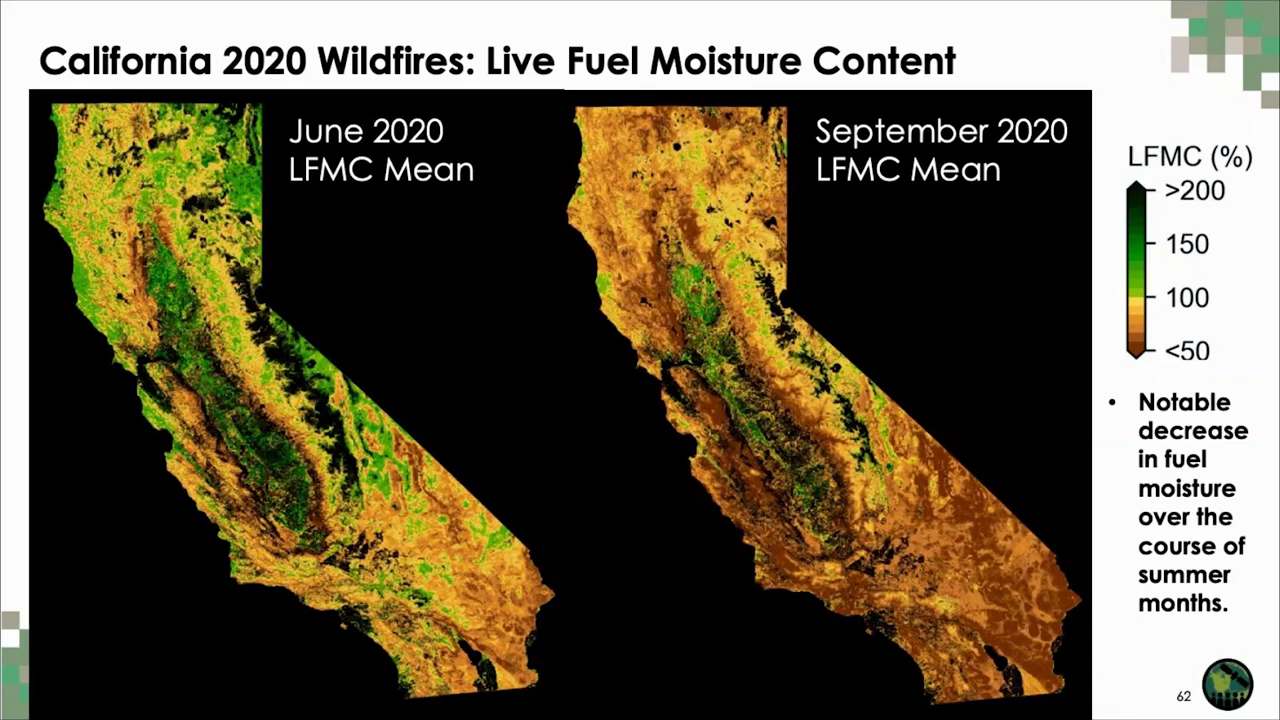 California 2020 Wildfires: Live Fuel Moisture Content
June 2020
LFMC Mean
September 2020
LFMC Mean
LFMC (%)
>200
150
100
<50
• Notable
decrease
in fuel
moisture
over the
course of
summer
months.
62